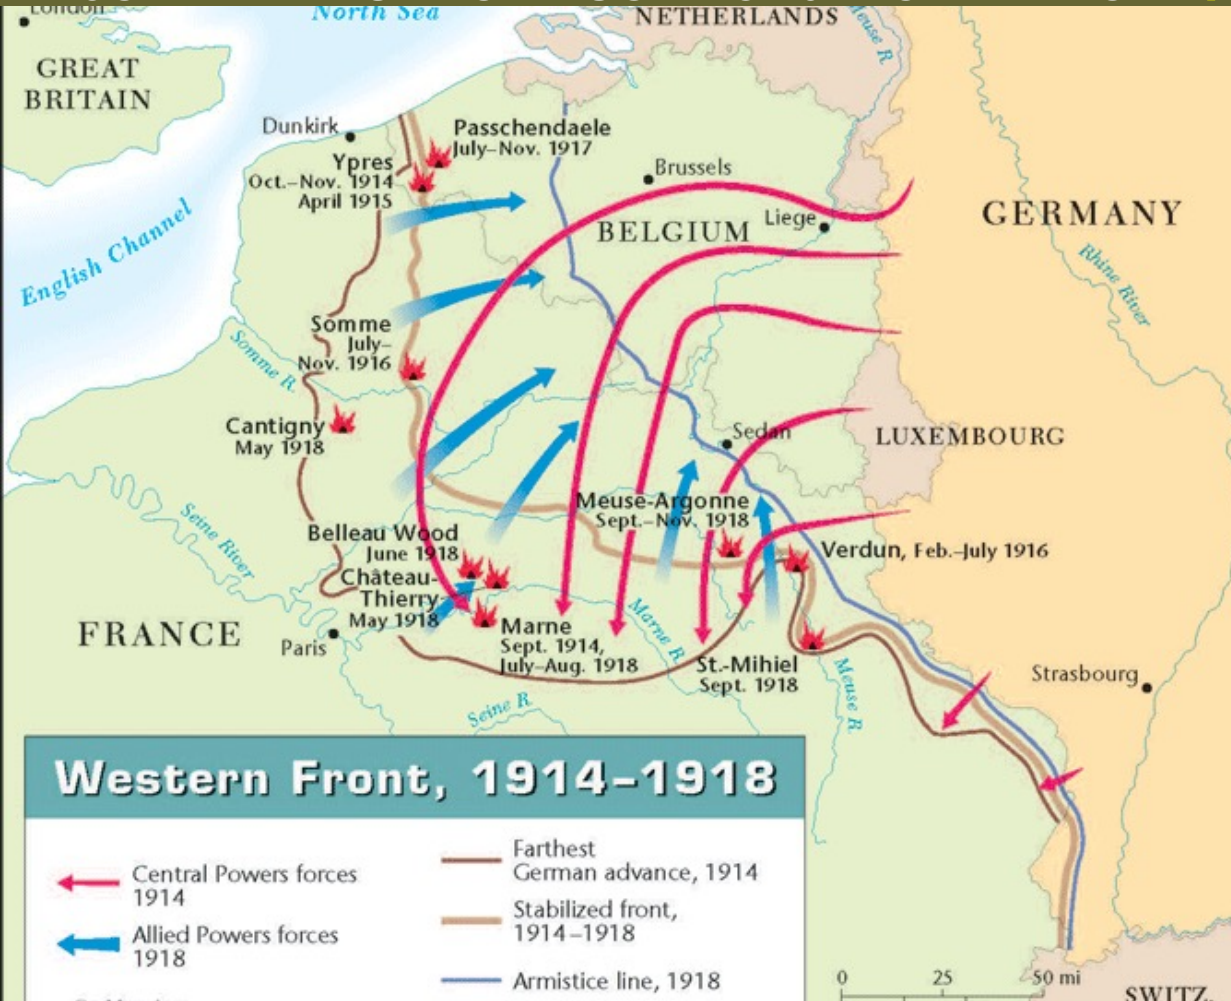 London
North Sea
NETHERLANDS
Meuse R.
GREAT
BRITAIN
Dunkirk
Passchendaele
July–Nov. 1917
Ypres
Oct.–Nov. 1914
April 1915
Brussels
BELGIUM
Liege
GERMANY
English Channel
Rhine River
Somme
July–
Nov. 1916
Somme R.
Cantigny
May 1918
Sedan
LUXEMBOURG
Meuse-Argonne
Sept.–Nov. 1918
Seine River
Belleau Wood
June 1918
Verdun, Feb.–July 1916
Château-
Thierry
May 1918
FRANCE
Paris
Marne
Sept. 1914,
July–Aug. 1918
Marne R.
St.-Mihiel
Sept. 1918
Meuse R.
Strasbourg
Seine R.
Western Front, 1914–1918
Central Powers forces
1914
Allied Powers forces
1918
Farthest
German advance, 1914
Stabilized front,
1914–1918
Armistice line, 1918
0 25 50 mi
SWITZ.